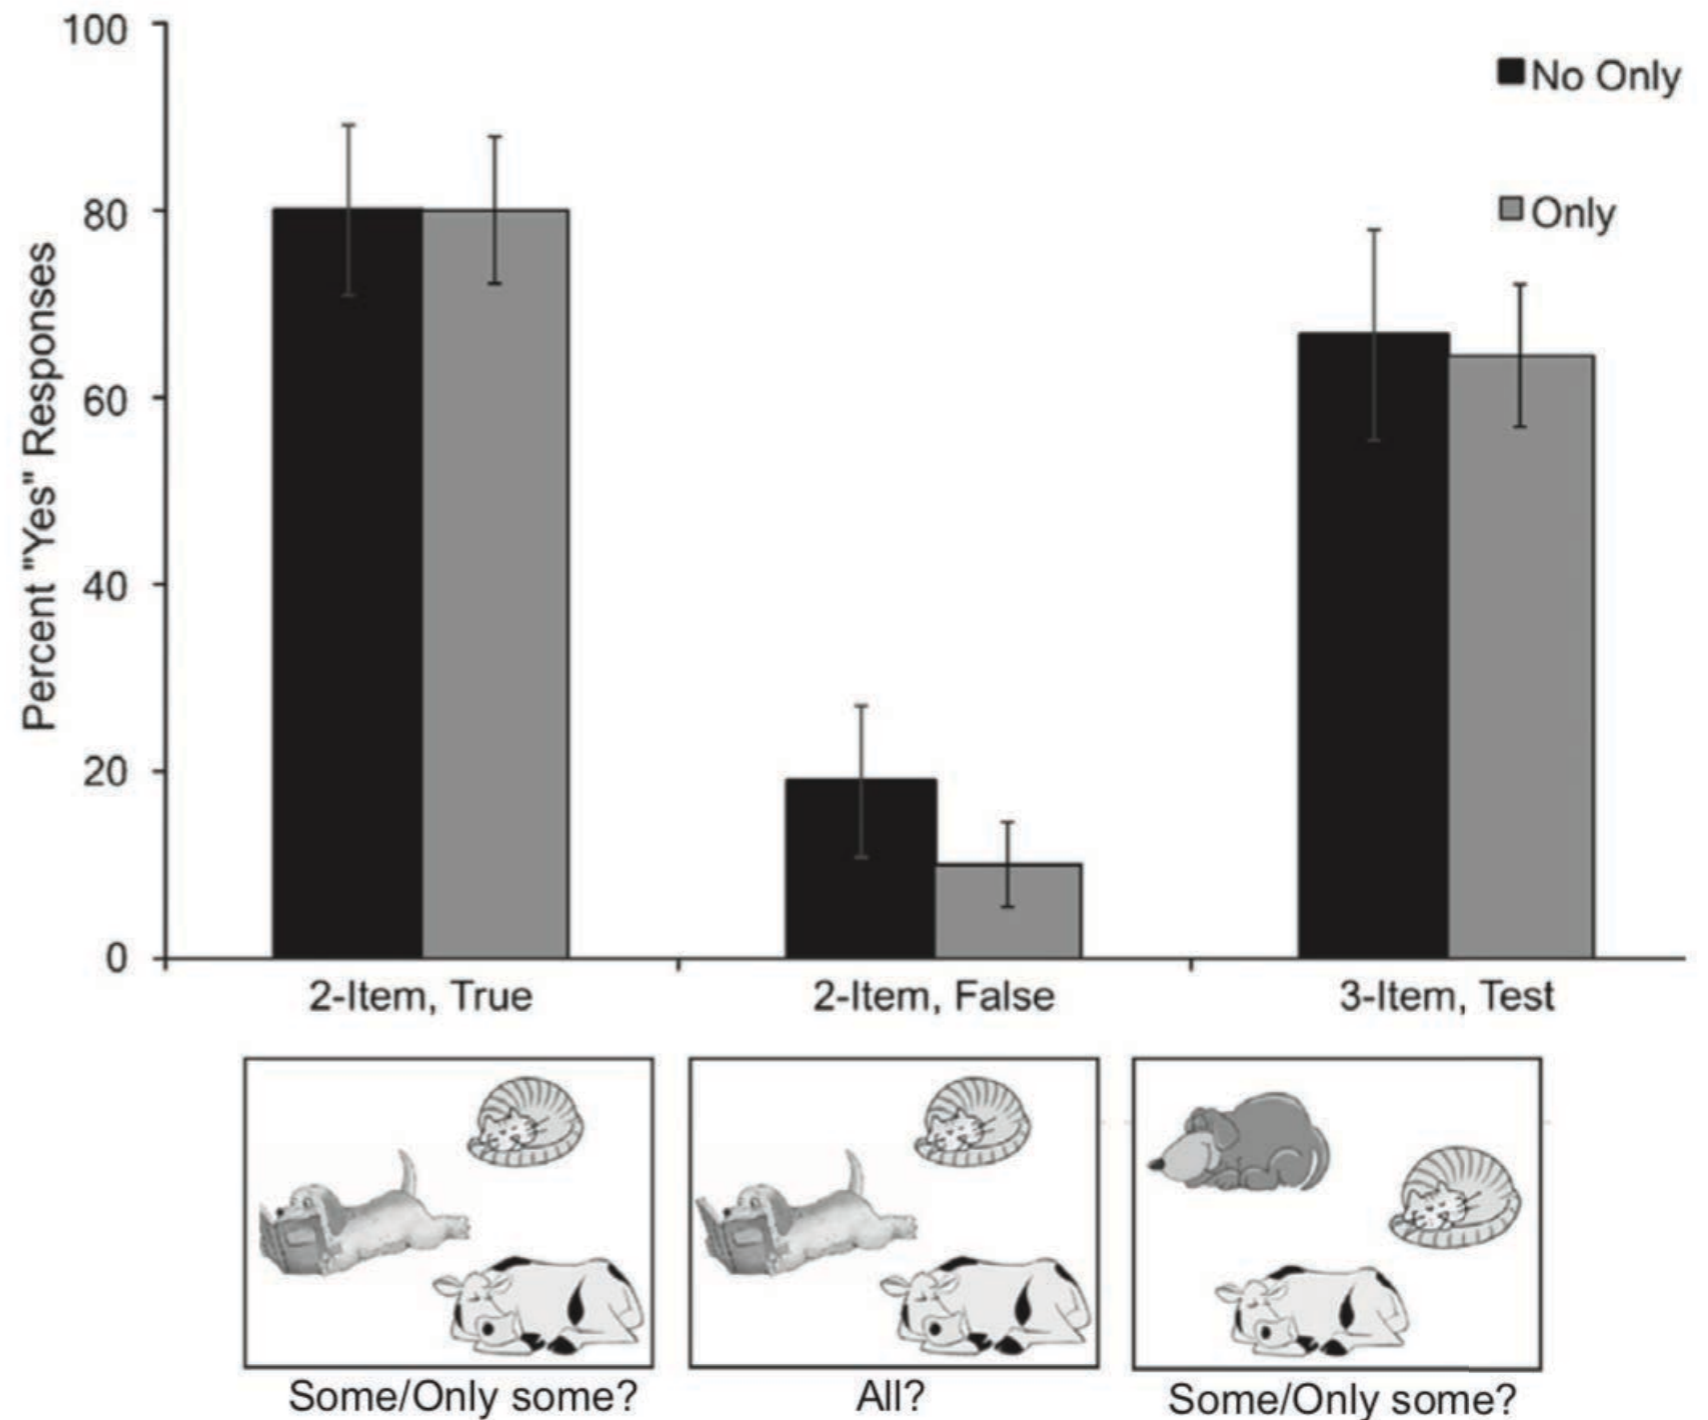 100
80
60
40
20
0
Percent "Yes" Responses
No Only
Only
2-Item, True
2-Item, False
3-Item, Test
Some/Only some?
All?
Some/Only some?